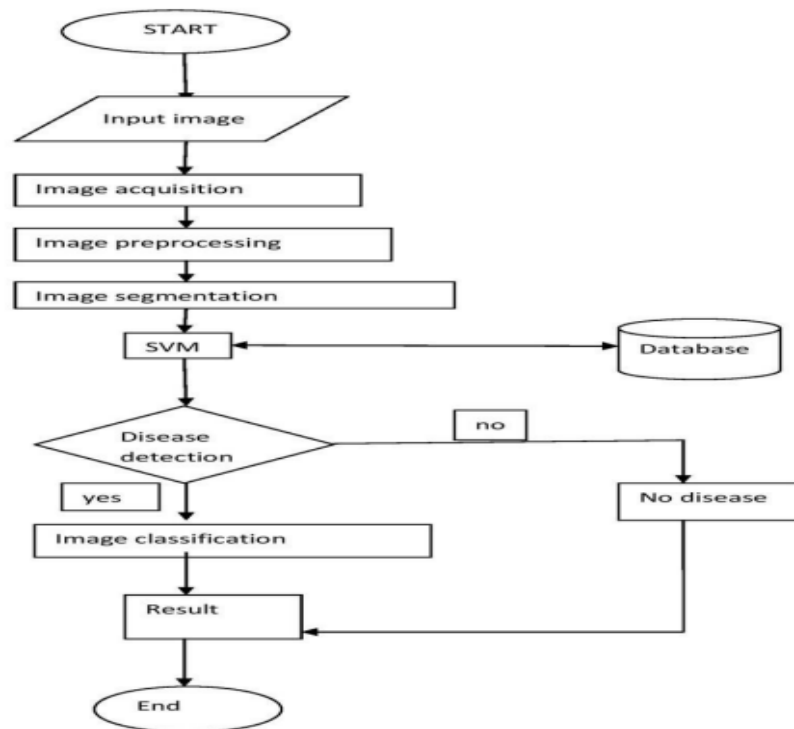 START
Input image
Image acquisition
Image preprocessing
Image segmentation
SVM
Database
Disease
detection
no
yes
No disease
Image classification
Result
End